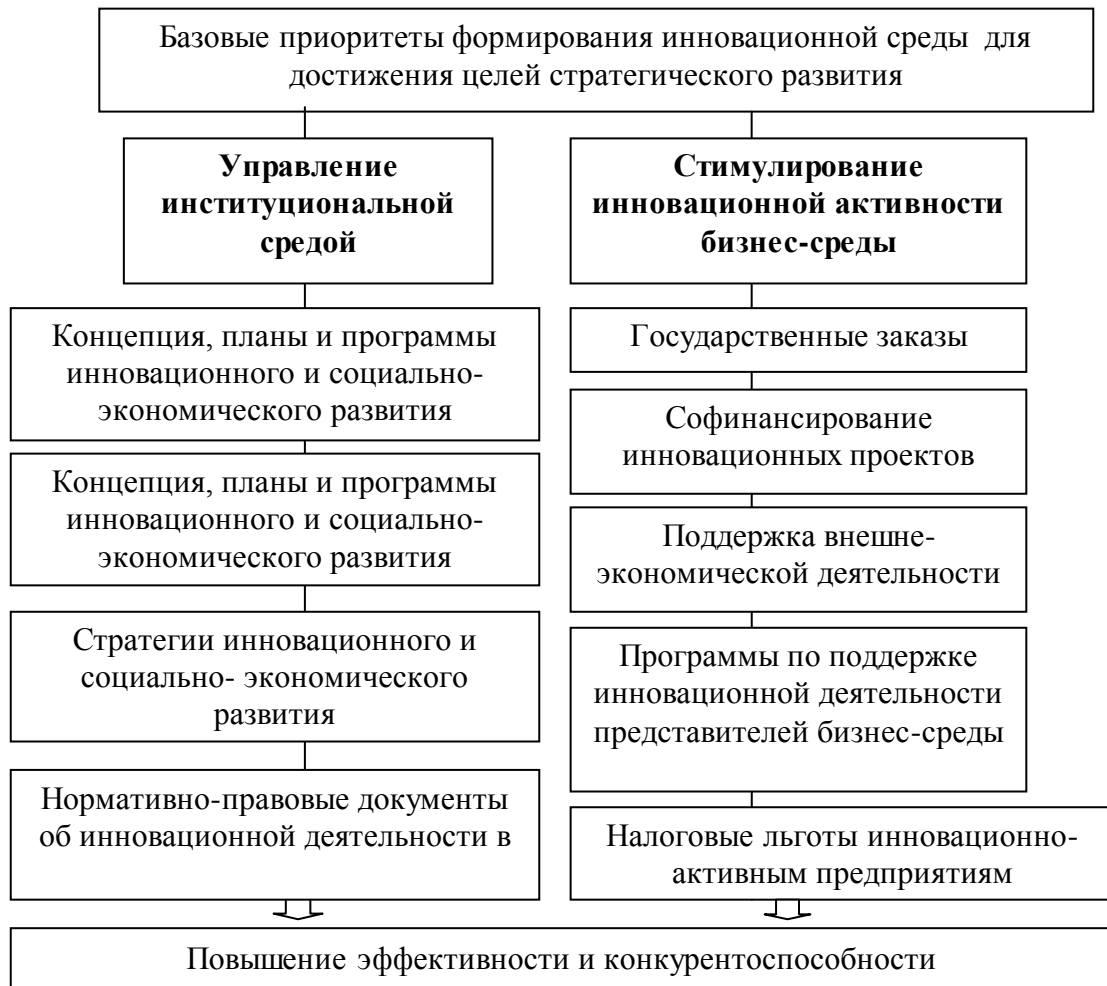 Базовые приоритеты формирования инновационной среды для
достижения целей стратегического развития
Управление
институциональной
средой
Концепция, планы и программы
инновационного и социально-
экономического развития
Концепция, планы и программы
инновационного и социально-
экономического развития
Стратегии инновационного и
социально- экономического
развития
Нормативно-правовые документы
об инновационной деятельности в
Стимулирование
инновационной активности
бизнес-среды
Государственные заказы
Софинансирование
инновационных проектов
Поддержка внешне-
экономической деятельности
Программы по поддержке
инновационной деятельности
представителей бизнес-среды
Налоговые льготы инновационно-
активным предприятиям
Повышение эффективности и конкурентоспособности